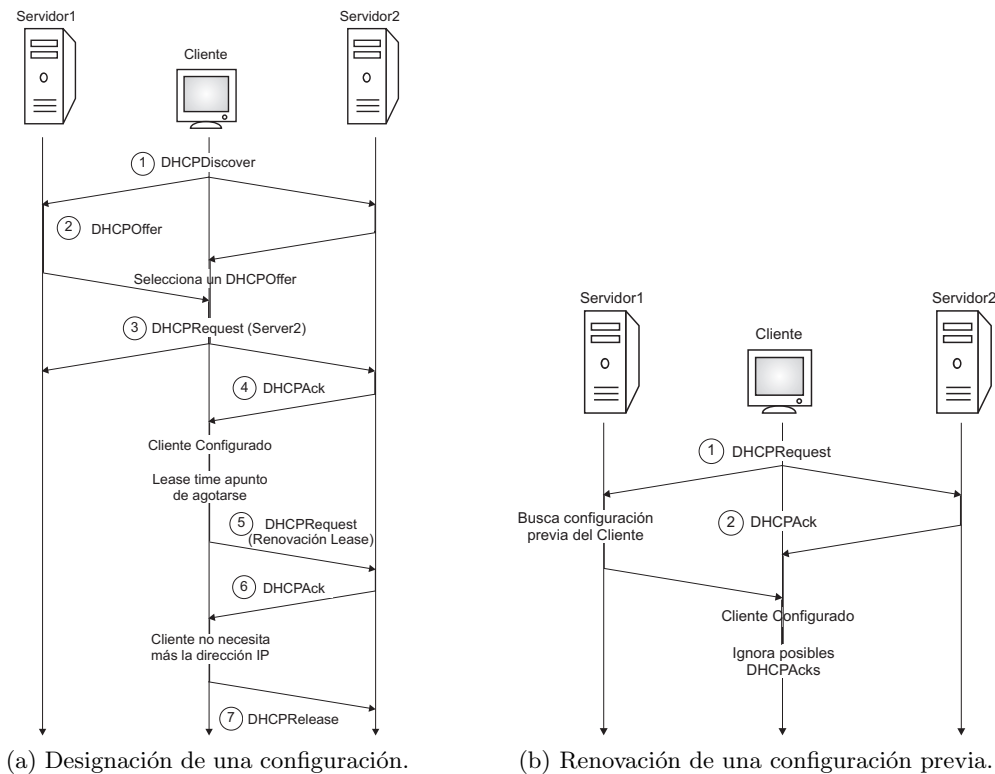 Servidor1
Servidor2
Cliente
1 DHCPDiscover
2 DHCPOffer
Selecciona un DHCPOffer
3 DHCPRequest (Server2)
4 DHCPAck
Cliente Configurado
Lease time apunto
de agotarse
5 DHCPRequest
(Renovación Lease)
6 DHCPAck
Cliente no necesita
más la dirección IP
7 DHCPRelease
(a) Designación de una configuración.
Servidor1
Servidor2
Cliente
1 DHCPRequest
Busca configuración
previa del Cliente
2 DHCPAck
Cliente Configurado
Ignora posibles
DHCPAcks
(b) Renovación de una configuración previa.